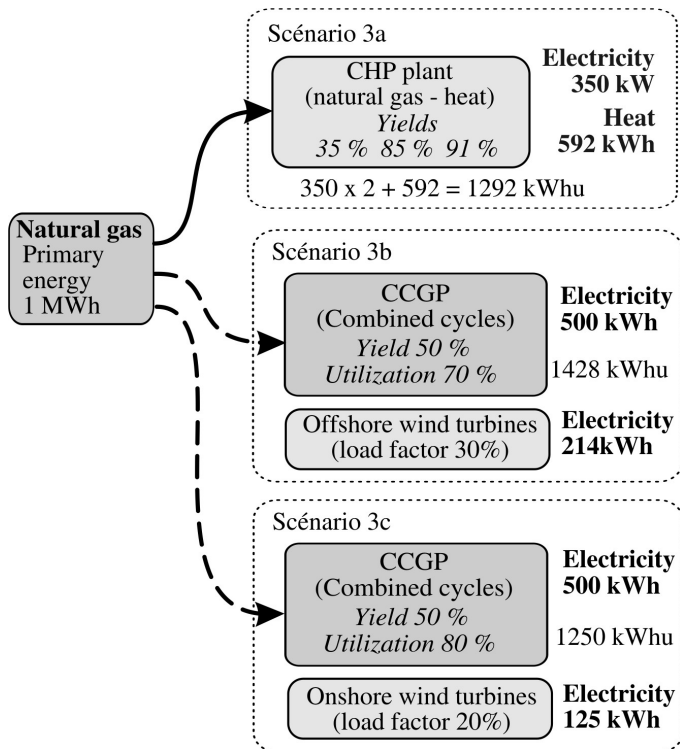 Scénario 3a
CHP plant
(natural gas - heat)
Yields
35 % 85 % 91 %
Electricity
350 kW
Heat
592 kWh
350 x 2 + 592 = 1292 kWhu
Natural gas
Primary
energy
1 MWh
Scénario 3b
CCGP
(Combined cycles)
Yield 50 %
Utilization 70 %
Electricity
500 kWh
1428 kWhu
Offshore wind turbines
(load factor 30%)
Electricity
214kWh
Scénario 3c
CCGP
(Combined cycles)
Yield 50 %
Utilization 80 %
Electricity
500 kWh
1250 kWhu
Onshore wind turbines
(load factor 20%)
Electricity
125 kWh